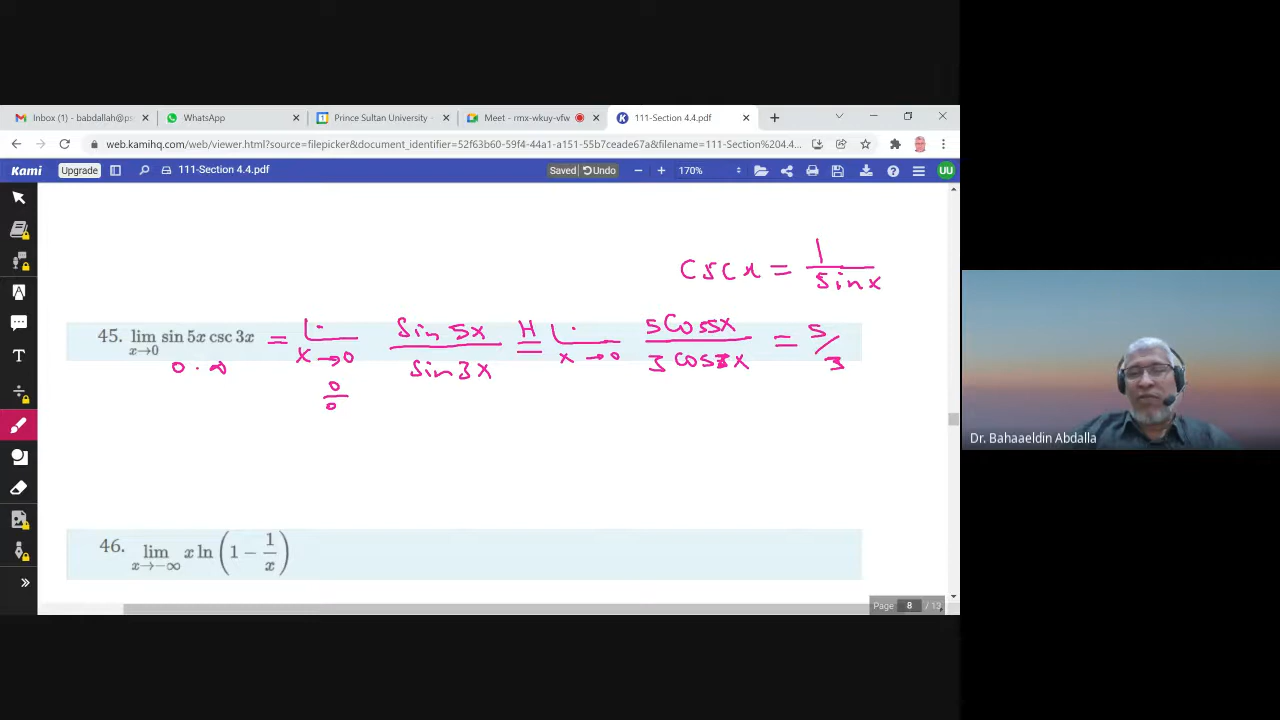 Inbox (1) - babdallah@ps
WhatsApp
Prince Sultan University -
Meet - rmx-wkuy-vfw
111-Section 4.4.pdf
web.kamihq.com/web/viewer.html?source=filepicker&document_identifier=52f63b60-59f4-44a1-a151-55b7ceade67a&filename=111-Section%204.4...
Kami
Upgrade
111-Section 4.4.pdf
Saved
Undo
170%
UU
csc x = 1/sin x
45. lim x→0 sin 5x csc 3x = L. x→0 sin 5x / sin 3x =H L. x→0 5 cos 5x / 3 cos 3x = 5/3
0 · ∞
0/0
46. lim x→−∞ x ln (1 − 1/x)
Page 8 / 13
Dr. Bahaaeldin Abdalla